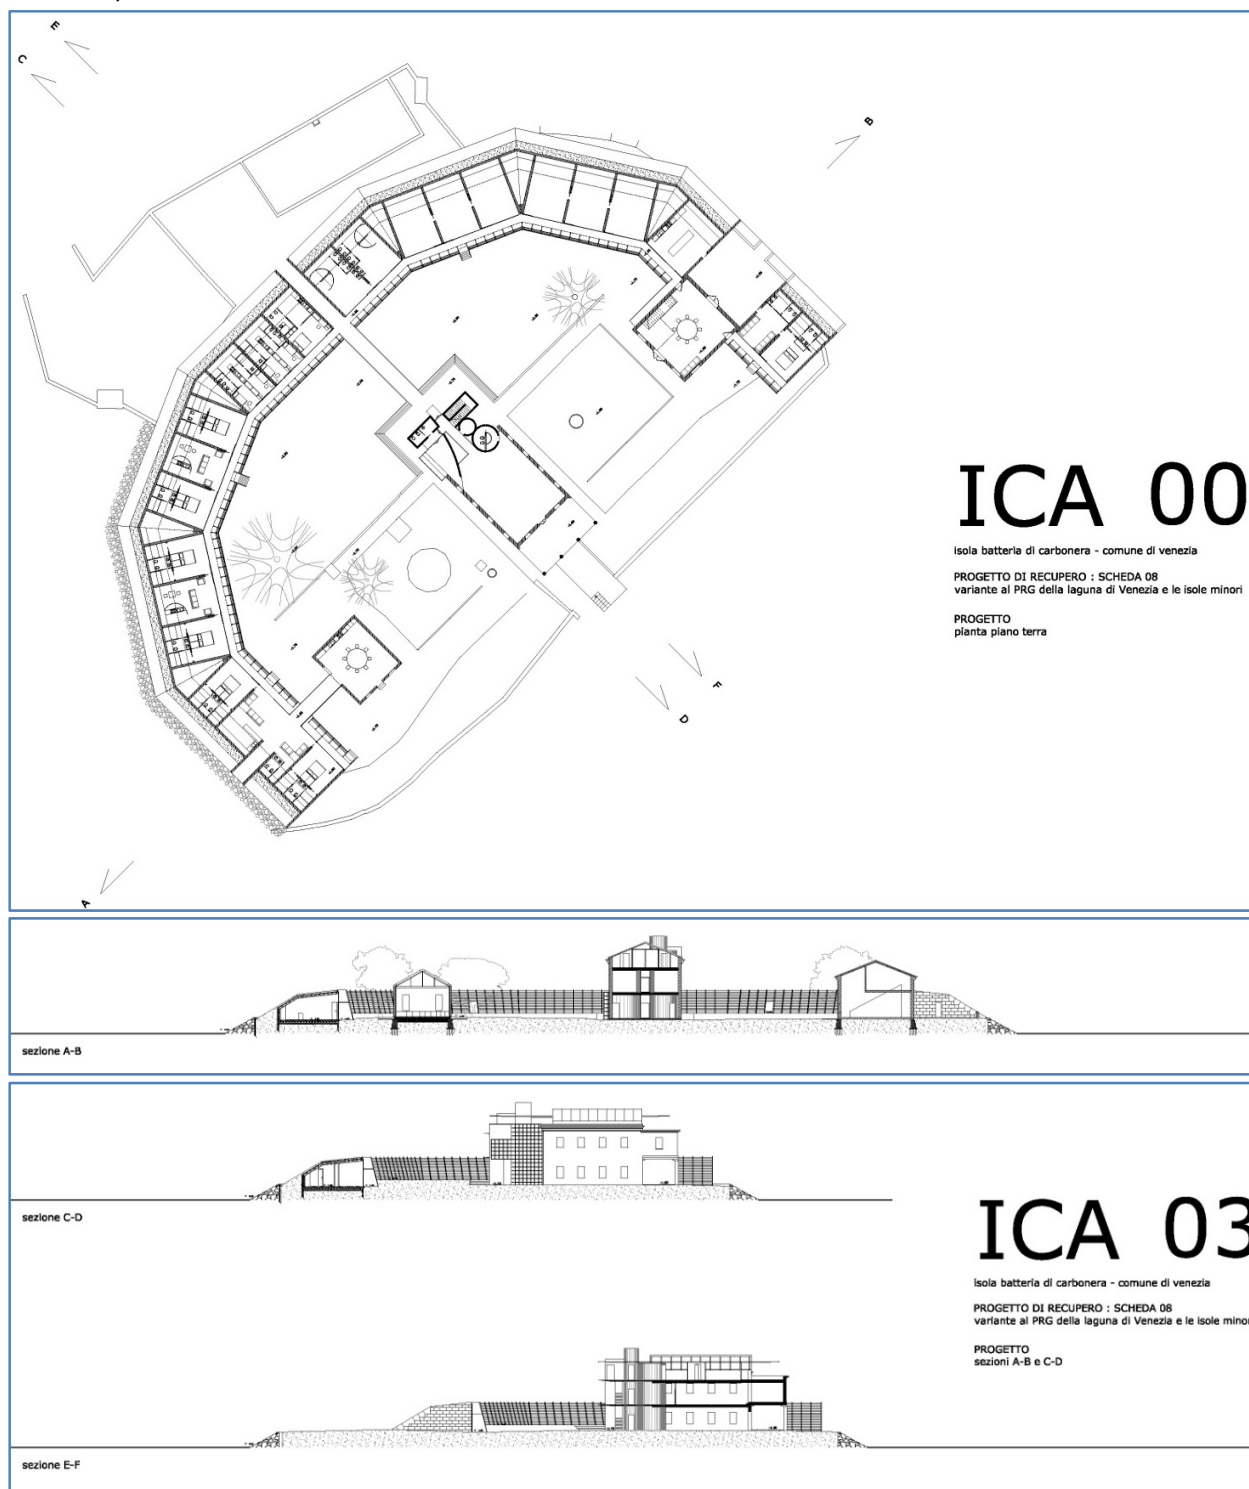 E
C
B
ICA 00
isola batteria di carbonera - comune di venezia
PROGETTO DI RECUPERO : SCHEDA 08
variante al PRG della laguna di Venezia e le isole minori
PROGETTO
pianta piano terra
F
D
A
sezione A-B
sezione C-D
ICA 03
isola batteria di carbonera - comune di venezia
PROGETTO DI RECUPERO : SCHEDA 08
variante al PRG della laguna di Venezia e le isole minor
PROGETTO
sezioni A-B e C-D
sezione E-F